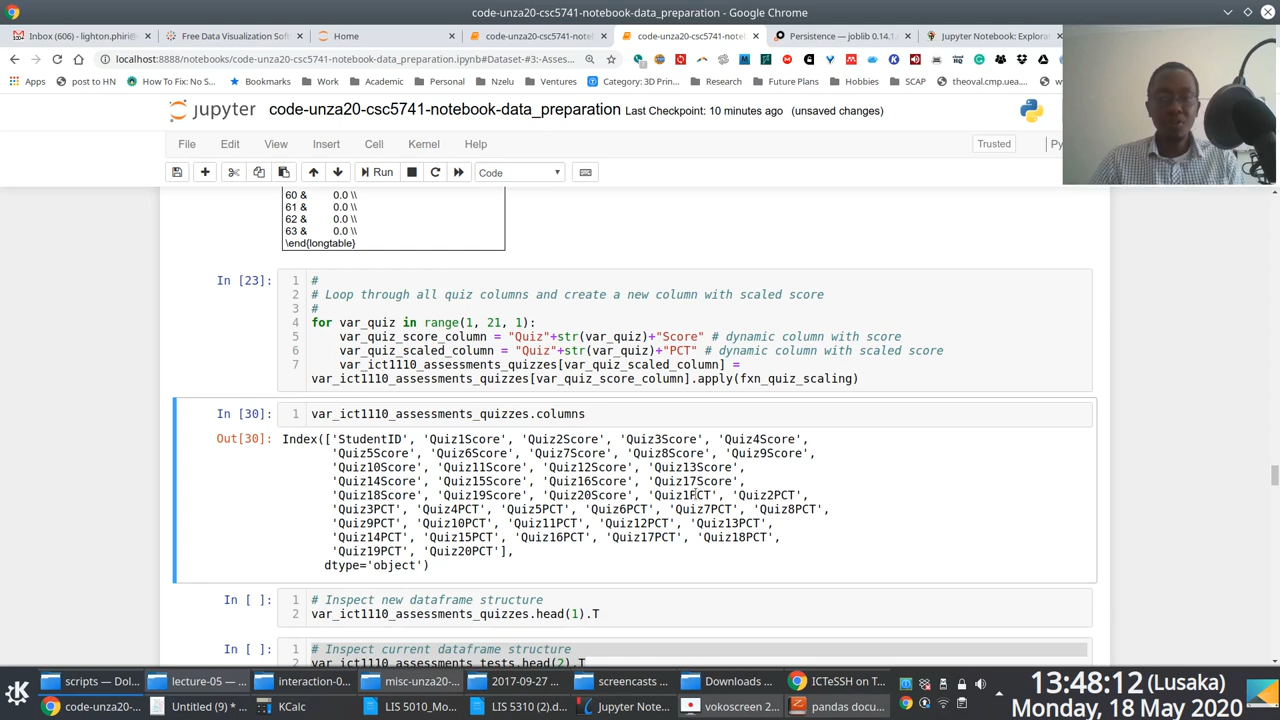 code-unza20-csc5741-notebook-data_preparation - Google Chrome
Inbox (606) - lighton.phiri@
Free Data Visualization Soft
Home
code-unza20-csc5741-notebo
code-unza20-csc5741-notebo
Persistence — joblib 0.14.1.
Jupyter Notebook: Explorat
localhost:8888/notebooks/code-unza20-csc5741-notebook-data_preparation.ipynb#Dataset-#3:-Asses...
Apps
post to HN
How To Fix: No S...
Bookmarks
Work
Academic
Personal
Nzelu
Ventures
Category: 3D Prin...
Research
Future Plans
Hobbies
SCAP
theoval.cmp.uea...
jupyter
code-unza20-csc5741-notebook-data_preparation Last Checkpoint: 10 minutes ago (unsaved changes)
File Edit View Insert Cell Kernel Help
Trusted
Py
Run
Code
60 & 0.0 \\
61 & 0.0 \\
62 & 0.0 \\
63 & 0.0 \\
\end{longtable}
In [23]:
1 #
2 # Loop through all quiz columns and create a new column with scaled score
3 #
4 for var_quiz in range(1, 21, 1):
5 var_quiz_score_column = "Quiz"+str(var_quiz)+"Score" # dynamic column with score
6 var_quiz_scaled_column = "Quiz"+str(var_quiz)+"PCT" # dynamic column with scaled score
7 var_ict1110_assessments_quizzes[var_quiz_scaled_column] =
var_ict1110_assessments_quizzes[var_quiz_score_column].apply(fxn_quiz_scaling)
In [30]: 1 var_ict1110_assessments_quizzes.columns
Out[30]: Index(['StudentID', 'Quiz1Score', 'Quiz2Score', 'Quiz3Score', 'Quiz4Score',
'Quiz5Score', 'Quiz6Score', 'Quiz7Score', 'Quiz8Score', 'Quiz9Score',
'Quiz10Score', 'Quiz11Score', 'Quiz12Score', 'Quiz13Score',
'Quiz14Score', 'Quiz15Score', 'Quiz16Score', 'Quiz17Score',
'Quiz18Score', 'Quiz19Score', 'Quiz20Score', 'Quiz1PCT', 'Quiz2PCT',
'Quiz3PCT', 'Quiz4PCT', 'Quiz5PCT', 'Quiz6PCT', 'Quiz7PCT', 'Quiz8PCT',
'Quiz9PCT', 'Quiz10PCT', 'Quiz11PCT', 'Quiz12PCT', 'Quiz13PCT',
'Quiz14PCT', 'Quiz15PCT', 'Quiz16PCT', 'Quiz17PCT', 'Quiz18PCT',
'Quiz19PCT', 'Quiz20PCT'],
dtype='object')
In [ ]: 1 # Inspect new dataframe structure
2 var_ict1110_assessments_quizzes.head(1).T
In [ ]: 1 # Inspect current dataframe structure
2 var_ict1110_assessments_tests.head(2).T
scripts — Dol...
lecture-05 — ...
interaction-0...
misc-unza20-...
2017-09-27 ...
screencasts ...
Downloads ...
ICTeSSH on T...
code-unza20-...
Untitled (9) * ...
KCalc
LIS 5010_Mo...
LIS 5310 (2).d...
Jupyter Note...
vokoscreen 2...
pandas docu...
13:48:12 (Lusaka)
Monday, 18 May 2020